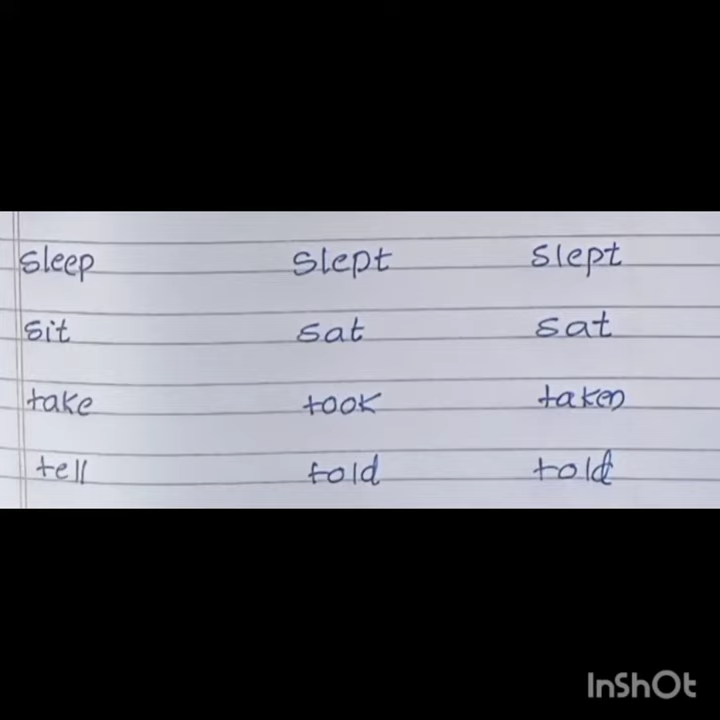 sleep slept slept
sit sat sat
take took taken
tell told told
InShOt